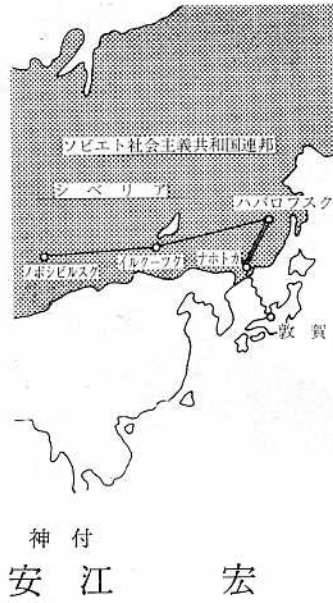 ソビエト社会主義共和国連邦
シベリア
ハバロブスク
ノボシビルスク
イルクーツク
ナホトカ
敦賀
神付
安江宏